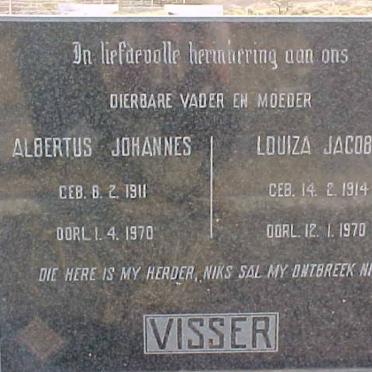 In liefdevolle herinnering aan ons
DIERBARE VADER EN MOEDER
ALBERTUS JOHANNES LOUIZA JACOB
GEB. 8. 2. 1911 GEB. 14. 2. 1914
OORL. 1. 4. 1970 OORL. 12. 1. 1970
DIE HERE IS MY HERDER, NIKS SAL MY ONTBREEK NI
VISSER